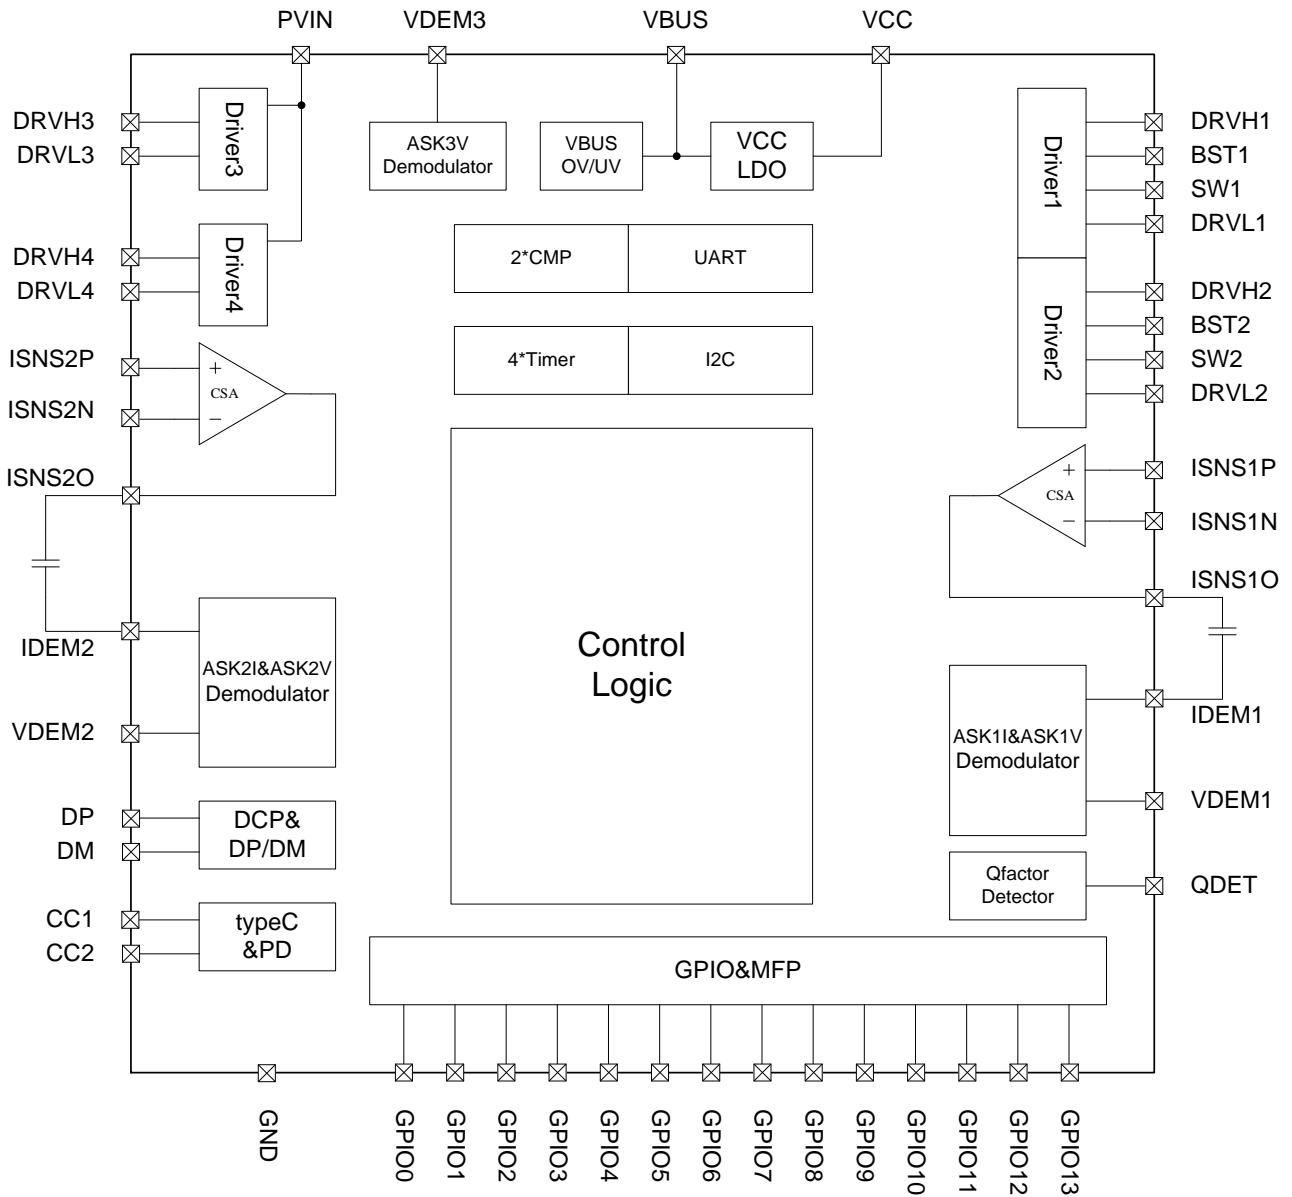 PVIN
VDEM3
VBUS
VCC
DRVH3
DRVL3
Driver3
ASK3V
Demodulator
VBUS
OV/UV
VCC
LDO
Driver1
DRVH1
BST1
SW1
DRVL1
DRVH4
DRVL4
Driver4
2*CMP
UART
Driver2
DRVH2
BST2
SW2
DRVL2
ISNS2P
ISNS2N
+
CSA
−
4*Timer
I2C
ISNS2O
+
CSA
−
ISNS1P
ISNS1N
ISNS1O
IDEM2
VDEM2
ASK2I&ASK2V
Demodulator
Control
Logic
ASK1I&ASK1V
Demodulator
IDEM1
VDEM1
DP
DM
DCP&
DP/DM
Qfactor
Detector
QDET
CC1
CC2
typeC
&PD
GPIO&MFP
GND
GPIO0
GPIO1
GPIO2
GPIO3
GPIO4
GPIO5
GPIO6
GPIO7
GPIO8
GPIO9
GPIO10
GPIO11
GPIO12
GPIO13